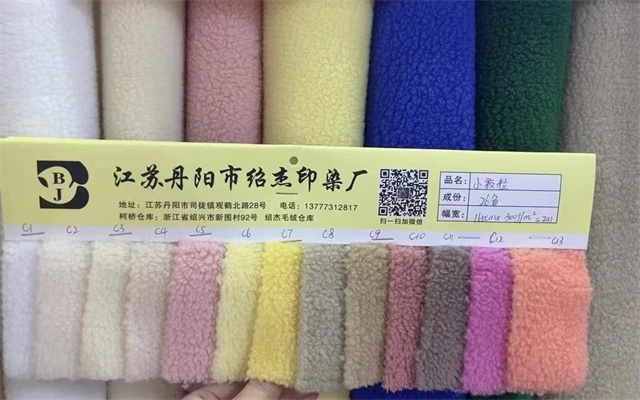 BJ
江苏丹阳市绍杰印染厂
地址：江苏丹阳市司徒镇观鹤北路28号 电话：13777312817
柯桥仓库：浙江省绍兴市新围村92号 绍杰毛绒仓库
扫一扫加微信
品名： 小颗粒
成份： 26色
幅宽：
C1 C2 C3 C4 C5 C6 C7 C8 C9 C10 C11 C12 C13